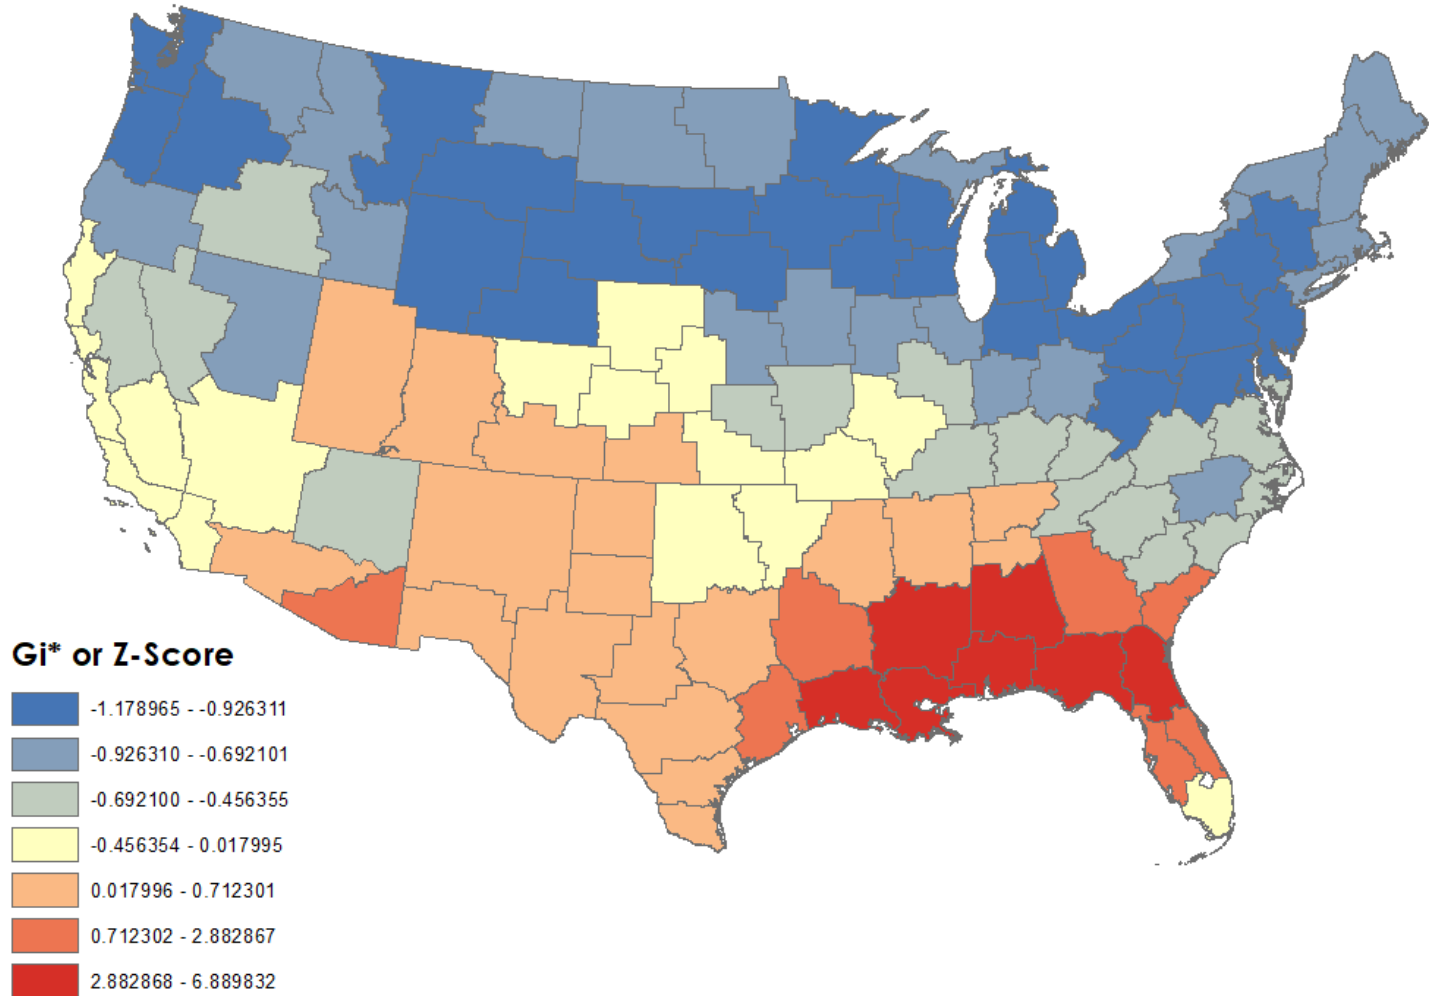 Gi* or Z-Score
-1.178965 - -0.926311
-0.926310 - -0.692101
-0.692100 - -0.456355
-0.456354 - 0.017995
0.017996 - 0.712301
0.712302 - 2.882867
2.882868 - 6.889832